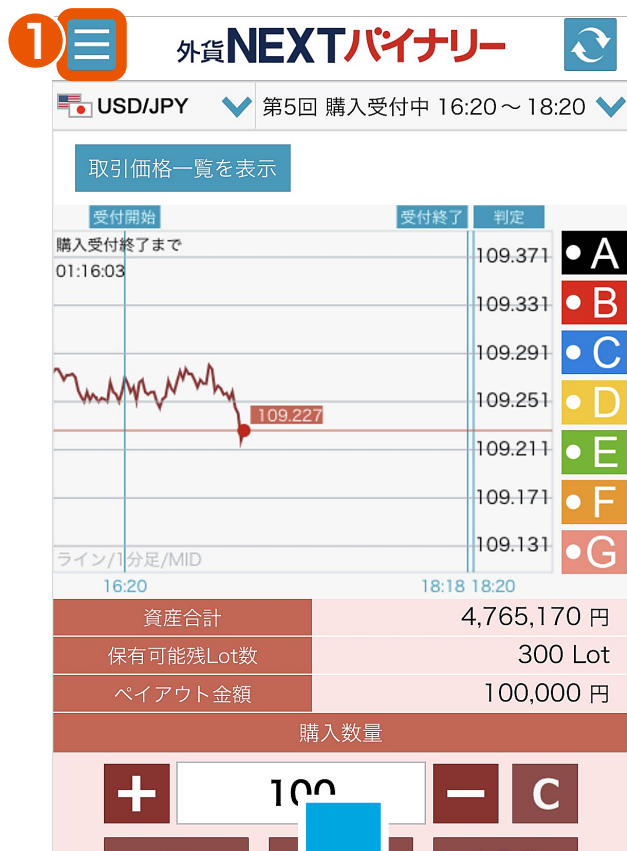 1
外貨NEXTバイナリー
USD/JPY 第5回 購入受付中 16:20～18:20
取引価格一覧を表示
受付開始 受付終了 判定
購入受付終了まで
01:16:03
109.371 A
109.331 B
109.291 C
109.251 D
109.227
109.211 E
109.171 F
109.131 G
ライン/1分足/MID
16:20 18:18 18:20
資産合計 4,765,170 円
保有可能残Lot数 300 Lot
ペイアウト金額 100,000 円
購入数量
+ 100 - C